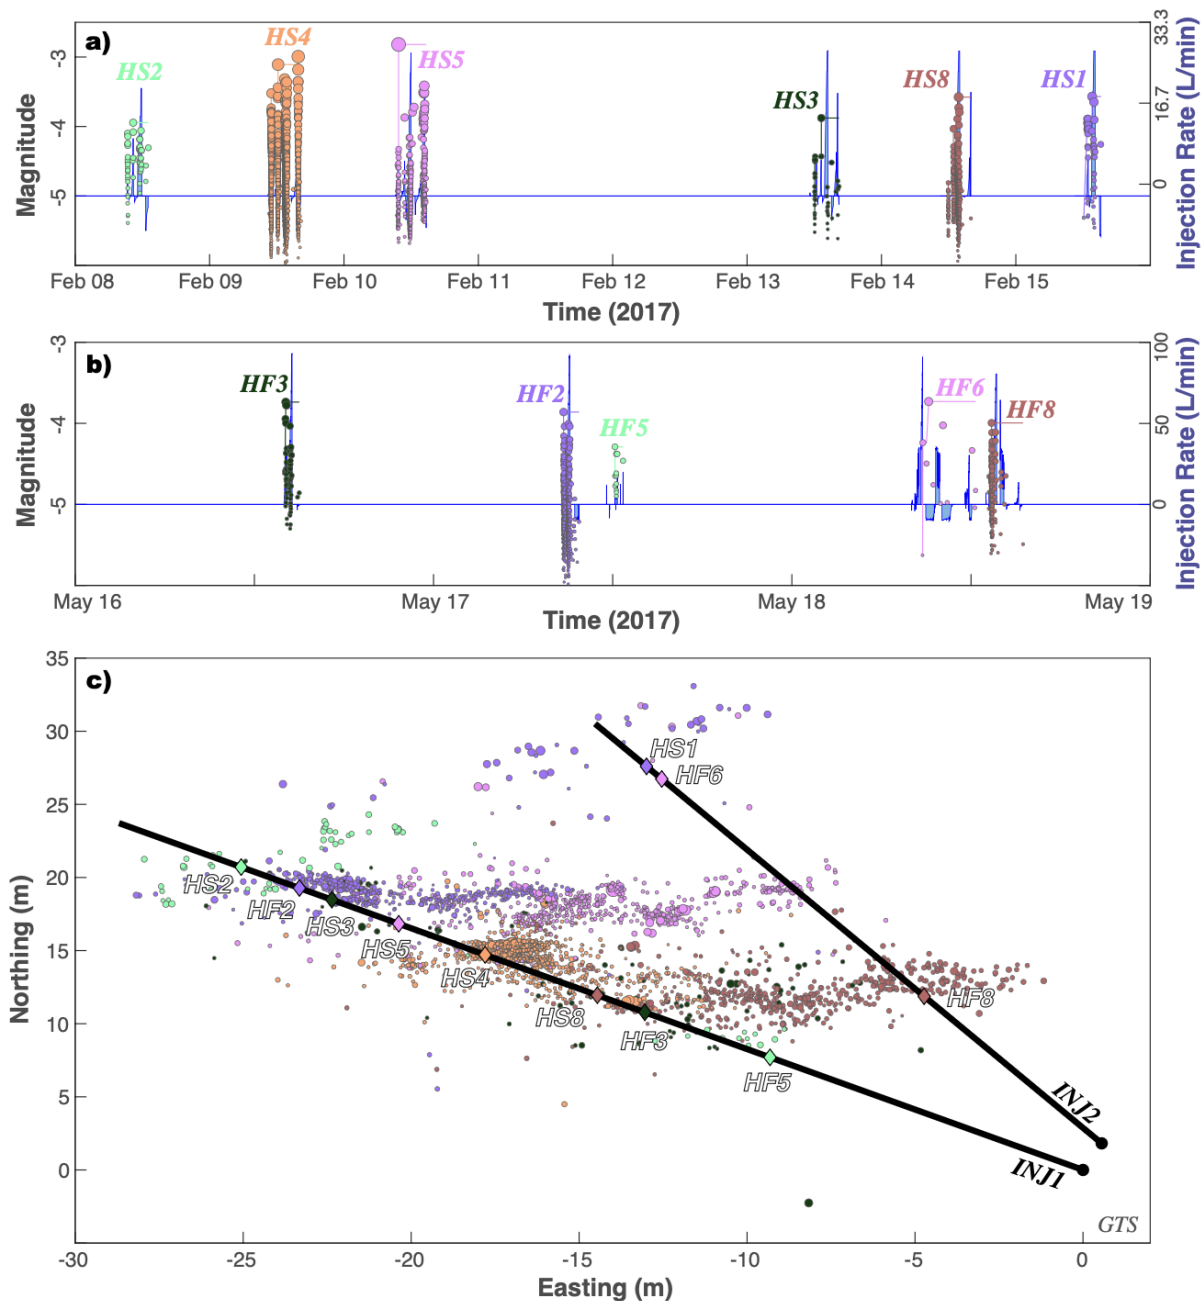 a)
HS2
HS4
HS5
HS3
HS8
HS1
-3
-4
-5
Magnitude
33.3
16.7
0
Injection Rate (L/min)
Feb 08
Feb 09
Feb 10
Feb 11
Feb 12
Feb 13
Feb 14
Feb 15
Time (2017)
b)
HF3
HF2
HF5
HF6
HF8
-3
-4
-5
Magnitude
100
50
0
Injection Rate (L/min)
May 16
May 17
May 18
May 19
Time (2017)
c)
35
30
25
20
15
10
5
0
Northing (m)
HS1
HF6
HS2
HF2
HS3
HS5
HS4
HS8
HF3
HF5
HF8
INJ2
INJ1
GTS
-30
-25
-20
-15
-10
-5
0
Easting (m)